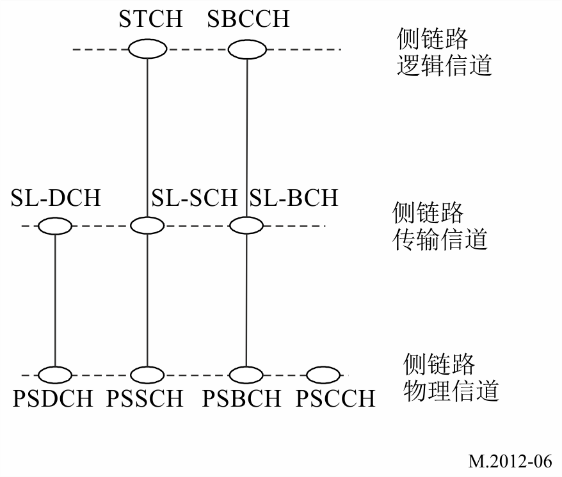 STCH SBCCH
侧链路
逻辑信道
SL-DCH SL-SCH SL-BCH
侧链路
传输信道
侧链路
物理信道
PSDCH PSSCH PSBCH PSCCH
M.2012-06